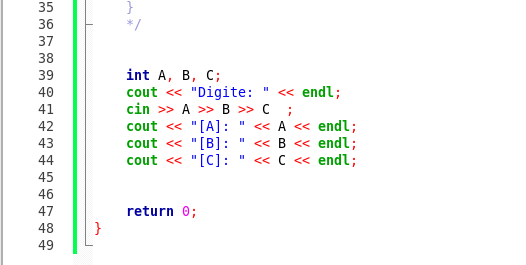 35 }
36 */
37
38
39 int A, B, C;
40 cout << "Digite: " << endl;
41 cin >> A >> B >> C  ;
42 cout << "[A]: " << A << endl;
43 cout << "[B]: " << B << endl;
44 cout << "[C]: " << C << endl;
45
46
47 return 0;
48 }
49